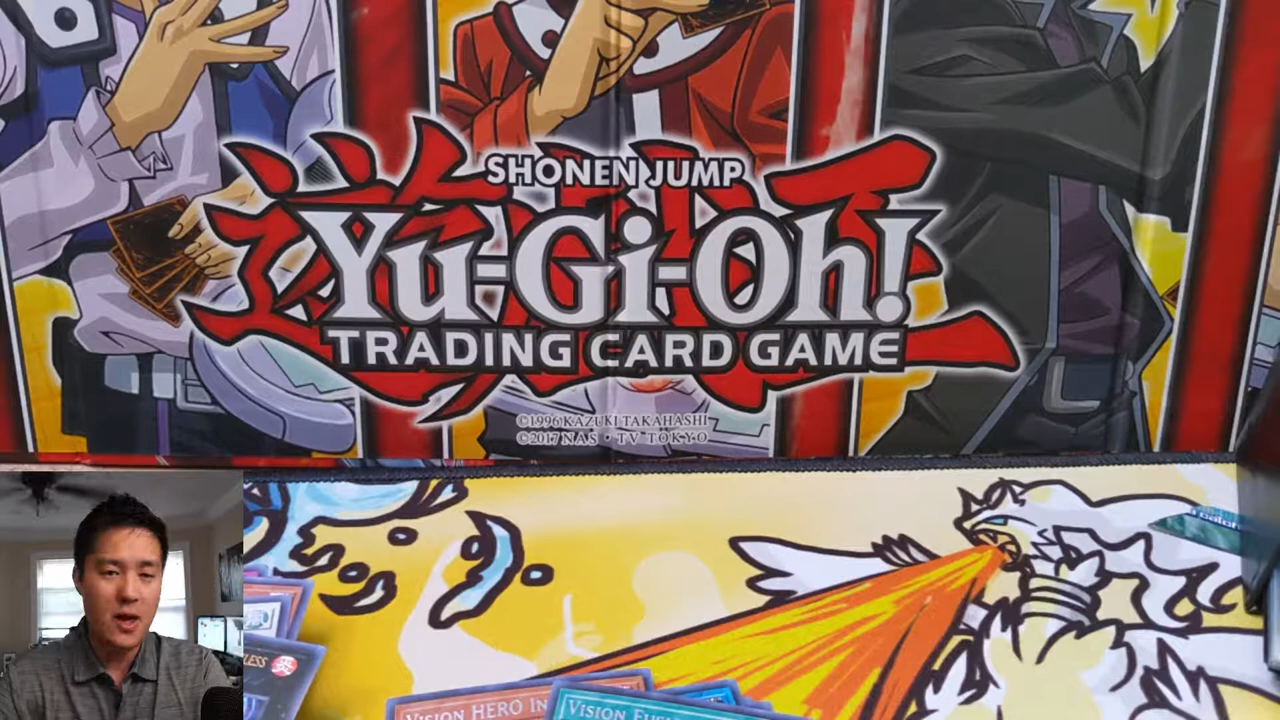 SHONEN JUMP
Yu-Gi-Oh!
TRADING CARD GAME
©1996 KAZUKI TAKAHASHI
©2017 NAS • TV TOKYO
VISION HERO
VISION